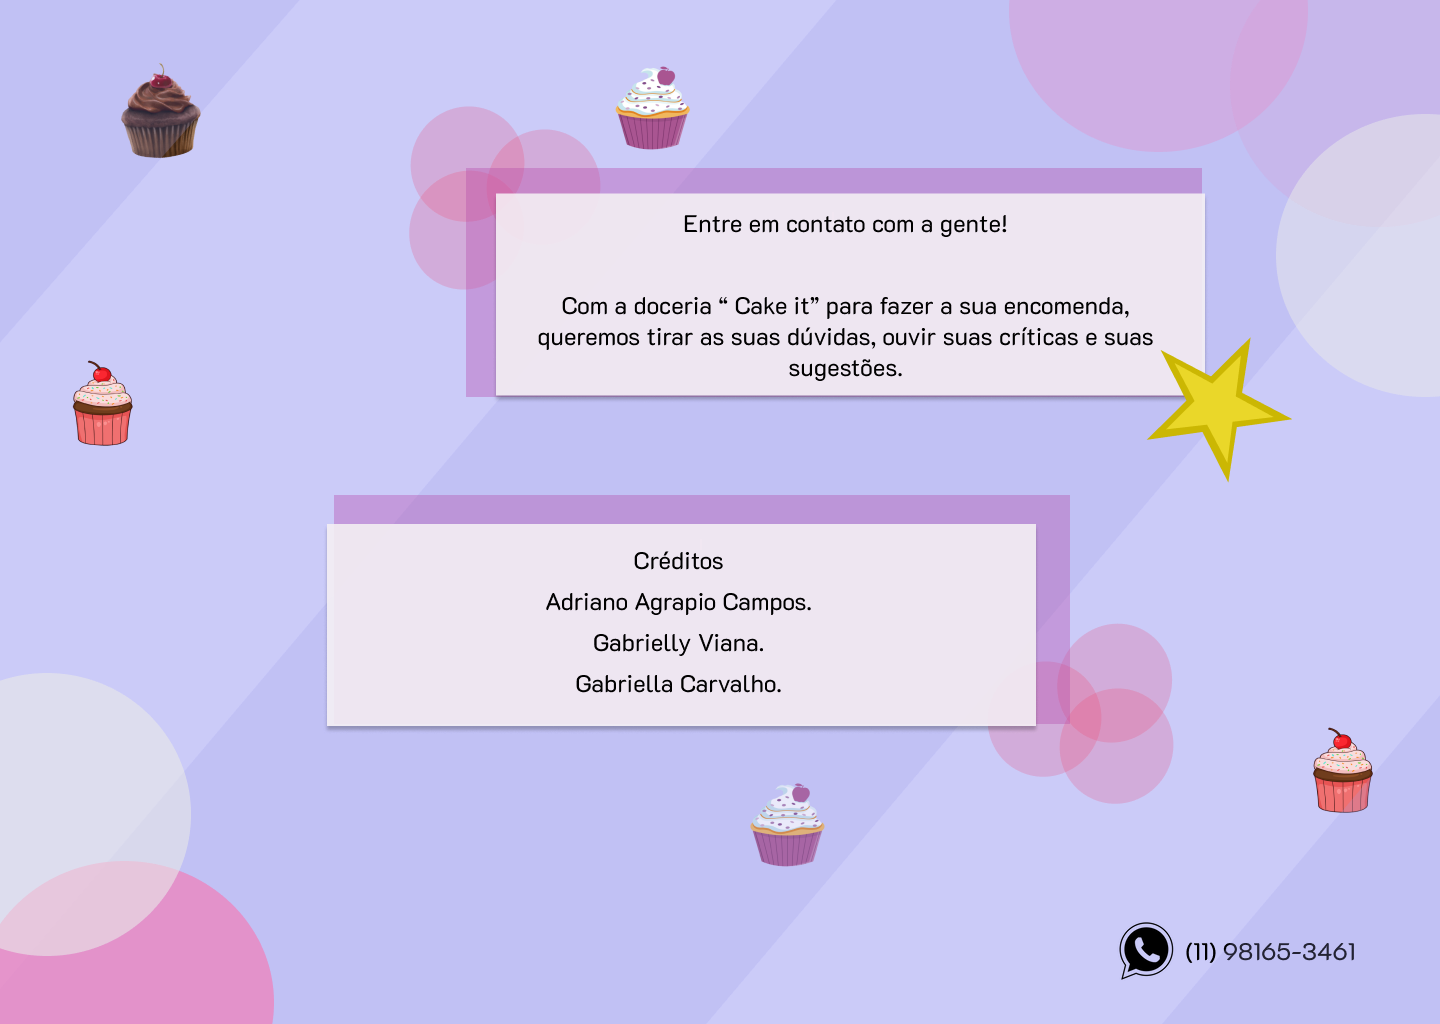 Entre em contato com a gente!
Com a doceria “ Cake it” para fazer a sua encomenda,
queremos tirar as suas dúvidas, ouvir suas críticas e suas
sugestões.
Créditos
Adriano Agrapio Campos.
Gabrielly Viana.
Gabriella Carvalho.
(11) 98165-3461